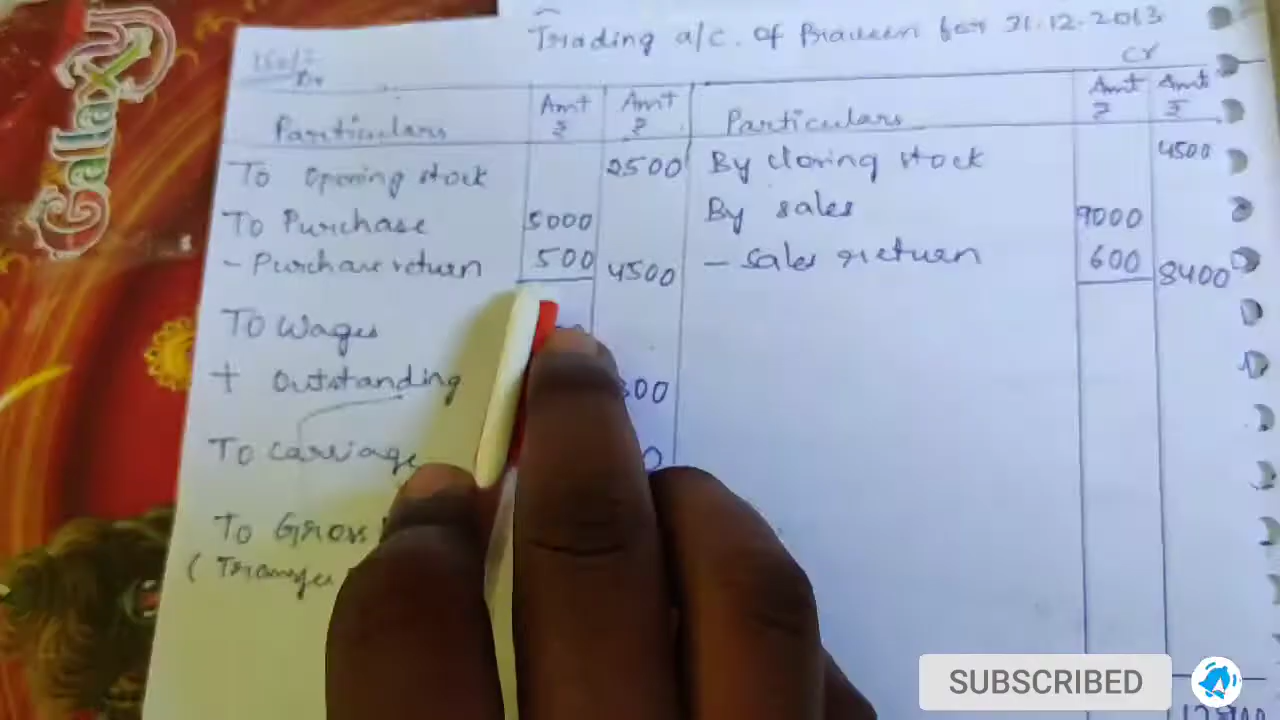 Gallaxy
Trading a/c. of Praveen for 31.12.2013
Dr
Cr
Particulars Amt ₹ Amt ₹ Particulars Amt ₹ Amt ₹
To Opening stock 2500 By closing stock 4500
To Purchase 5000 By sales 9000
- Purchase return 500 4500 - Sales return 600 8400
To Wages
+ Outstanding 300
To Carriage
To Gross
(Transfer
SUBSCRIBED